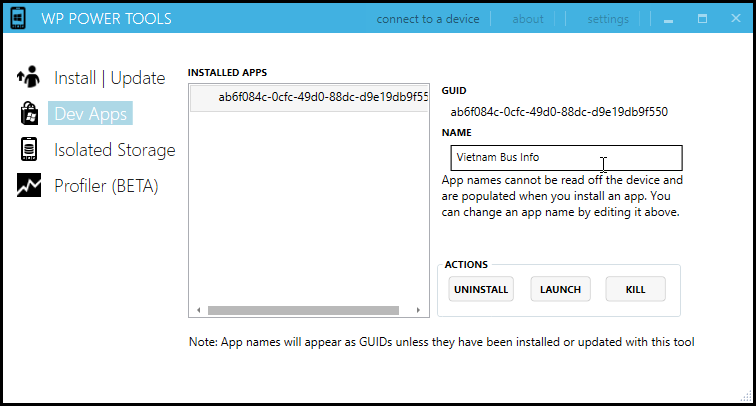 WP POWER TOOLS
connect to a device | about | settings
Install | Update
Dev Apps
Isolated Storage
Profiler (BETA)
INSTALLED APPS
ab6f084c-0cfc-49d0-88dc-d9e19db9f55
GUID
ab6f084c-0cfc-49d0-88dc-d9e19db9f550
NAME
Vietnam Bus Info
App names cannot be read off the device and
are populated when you install an app. You
can change an app name by editing it above.
ACTIONS
UNINSTALL LAUNCH KILL
Note: App names will appear as GUIDs unless they have been installed or updated with this tool